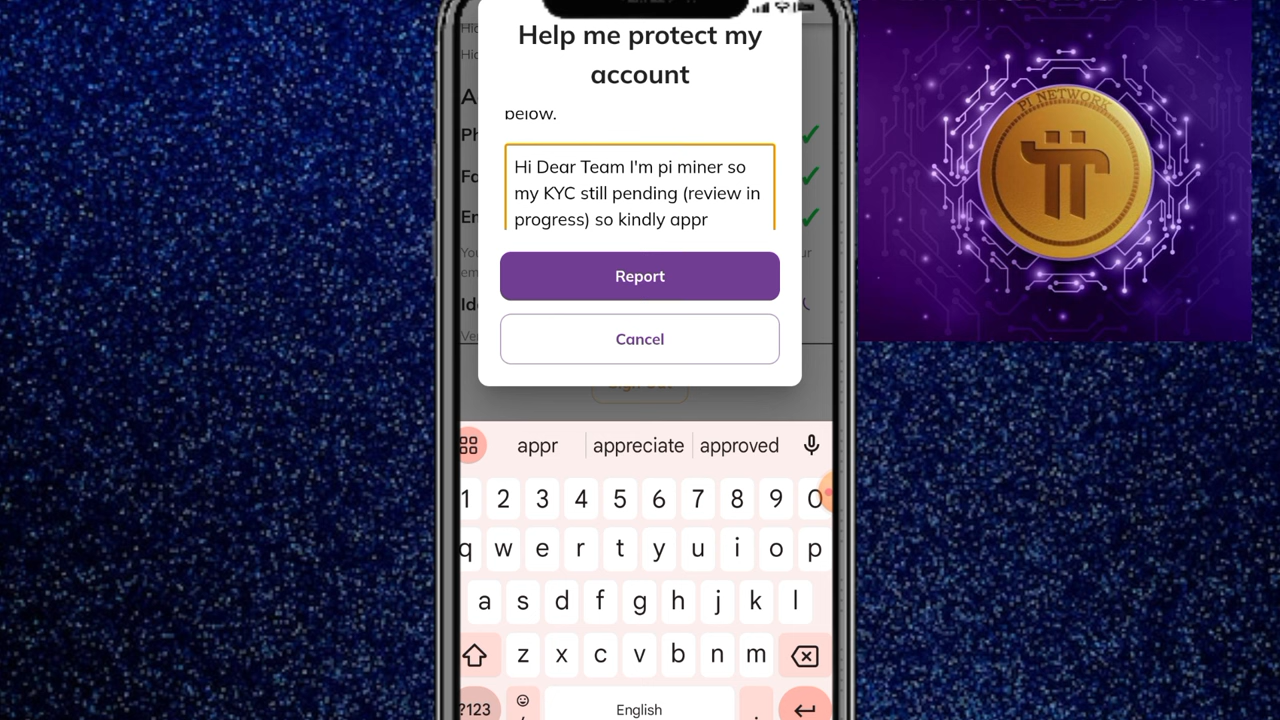 Help me protect my
account
below.
Hi Dear Team I'm pi miner so
my KYC still pending (review in
progress) so kindly appr
Report
Cancel
appr appreciate approved
1 2 3 4 5 6 7 8 9 0
q w e r t y u i o p
a s d f g h j k l
z x c v b n m
?123 English .
PI NETWORK